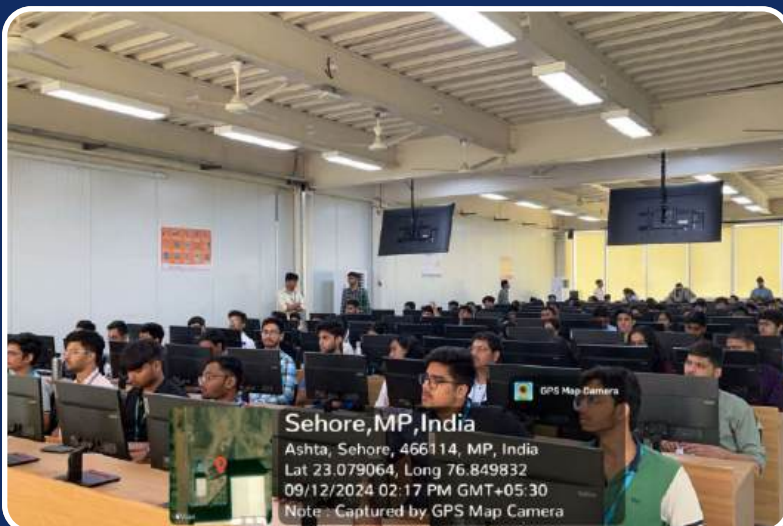 GPS Map Camera
Sehore,MP,India
Ashta, Sehore, 466114, MP, India
Lat 23.079064, Long 76.849832
09/12/2024 02:17 PM GMT+05:30
Note : Captured by GPS Map Camera